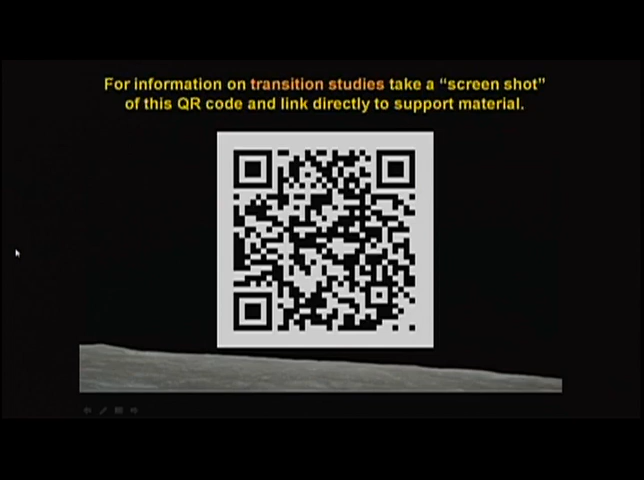 For information on transition studies take a “screen shot”
of this QR code and link directly to support material.